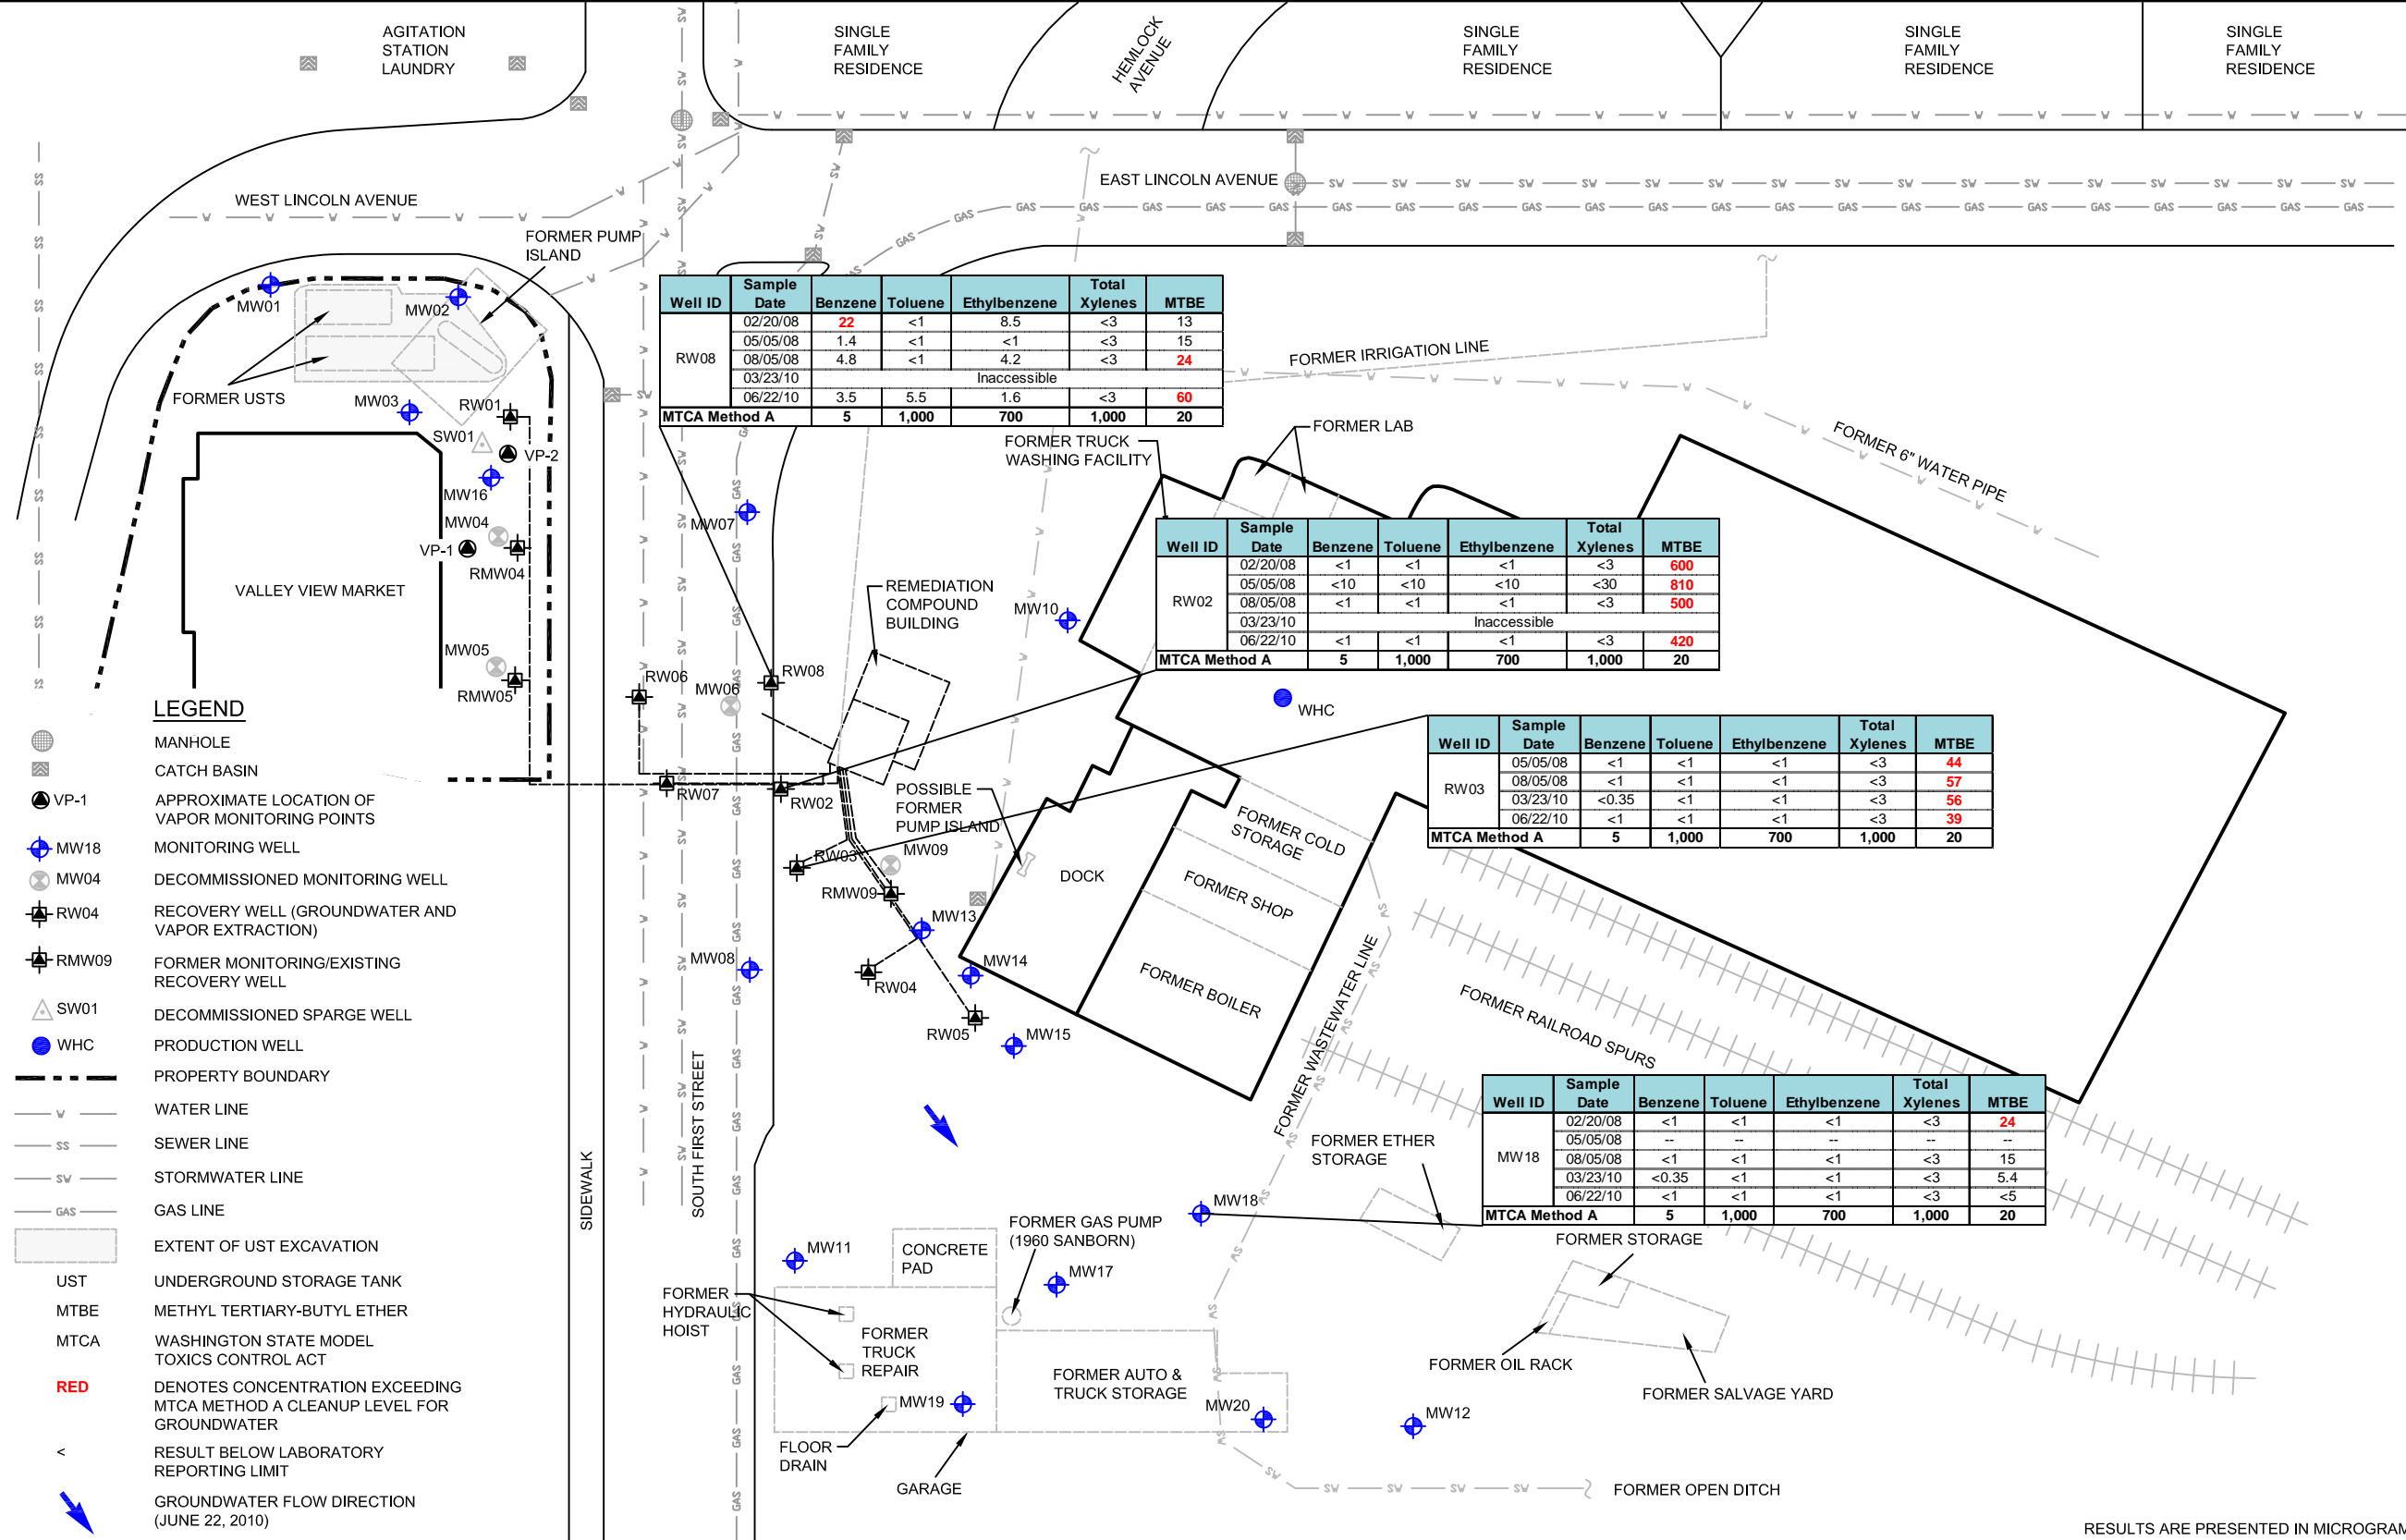 AGITATION
STATION
LAUNDRY
SINGLE
FAMILY
RESIDENCE
HEMLOCK
AVENUE
SINGLE
FAMILY
RESIDENCE
SINGLE
FAMILY
RESIDENCE
SINGLE
FAMILY
RESIDENCE
WEST LINCOLN AVENUE
EAST LINCOLN AVENUE
FORMER PUMP
ISLAND
MW01
MW02
FORMER USTS
MW03
RW01
SW01
VP-2
MW16
MW04
VP-1
RMW04
VALLEY VIEW MARKET
MW05
RMW05
Well ID Sample Date Benzene Toluene Ethylbenzene Total Xylenes MTBE
RW08
02/20/08 22 <1 8.5 <3 13
05/05/08 1.4 <1 <1 <3 15
08/05/08 4.8 <1 4.2 <3 24
03/23/10 Inaccessible
06/22/10 3.5 5.5 1.6 <3 60
MTCA Method A 5 1,000 700 1,000 20
FORMER IRRIGATION LINE
FORMER TRUCK
WASHING FACILITY
FORMER LAB
FORMER 6" WATER PIPE
MW07
Well ID Sample Date Benzene Toluene Ethylbenzene Total Xylenes MTBE
RW02
02/20/08 <1 <1 <1 <3 600
05/05/08 <10 <10 <10 <30 810
08/05/08 <1 <1 <1 <3 500
03/23/10 Inaccessible
06/22/10 <1 <1 <1 <3 420
MTCA Method A 5 1,000 700 1,000 20
REMEDIATION
COMPOUND
BUILDING
MW10
RW06
MW06
RW08
WHC
RW07
RW02
POSSIBLE
FORMER
PUMP ISLAND
Well ID Sample Date Benzene Toluene Ethylbenzene Total Xylenes MTBE
RW03
05/05/08 <1 <1 <1 <3 44
08/05/08 <1 <1 <1 <3 57
03/23/10 <0.35 <1 <1 <3 56
06/22/10 <1 <1 <1 <3 39
MTCA Method A 5 1,000 700 1,000 20
FORMER COLD
STORAGE
RW03
MW09
DOCK
FORMER SHOP
RMW09
MW13
MW08
MW14
RW04
FORMER BOILER
RW05
MW15
FORMER WASTEWATER LINE
FORMER RAILROAD SPURS
SIDEWALK
SOUTH FIRST STREET
Well ID Sample Date Benzene Toluene Ethylbenzene Total Xylenes MTBE
MW18
02/20/08 <1 <1 <1 <3 24
05/05/08 -- -- -- -- --
08/05/08 <1 <1 <1 <3 15
03/23/10 <0.35 <1 <1 <3 5.4
06/22/10 <1 <1 <1 <3 <5
MTCA Method A 5 1,000 700 1,000 20
FORMER ETHER
STORAGE
MW18
MW11
CONCRETE
PAD
FORMER GAS PUMP
(1960 SANBORN)
MW17
FORMER STORAGE
FORMER
HYDRAULIC
HOIST
FORMER
TRUCK
REPAIR
FORMER AUTO &
TRUCK STORAGE
FORMER OIL RACK
FORMER SALVAGE YARD
MW19
MW20
MW12
FLOOR
DRAIN
GARAGE
FORMER OPEN DITCH
LEGEND
MANHOLE
CATCH BASIN
VP-1 APPROXIMATE LOCATION OF
VAPOR MONITORING POINTS
MW18 MONITORING WELL
MW04 DECOMMISSIONED MONITORING WELL
RW04 RECOVERY WELL (GROUNDWATER AND
VAPOR EXTRACTION)
RMW09 FORMER MONITORING/EXISTING
RECOVERY WELL
SW01 DECOMMISSIONED SPARGE WELL
WHC PRODUCTION WELL
PROPERTY BOUNDARY
W WATER LINE
SS SEWER LINE
SW STORMWATER LINE
GAS GAS LINE
EXTENT OF UST EXCAVATION
UST UNDERGROUND STORAGE TANK
MTBE METHYL TERTIARY-BUTYL ETHER
MTCA WASHINGTON STATE MODEL
TOXICS CONTROL ACT
RED DENOTES CONCENTRATION EXCEEDING
MTCA METHOD A CLEANUP LEVEL FOR
GROUNDWATER
< RESULT BELOW LABORATORY
REPORTING LIMIT
GROUNDWATER FLOW DIRECTION
(JUNE 22, 2010)
RESULTS ARE PRESENTED IN MICROGRAM